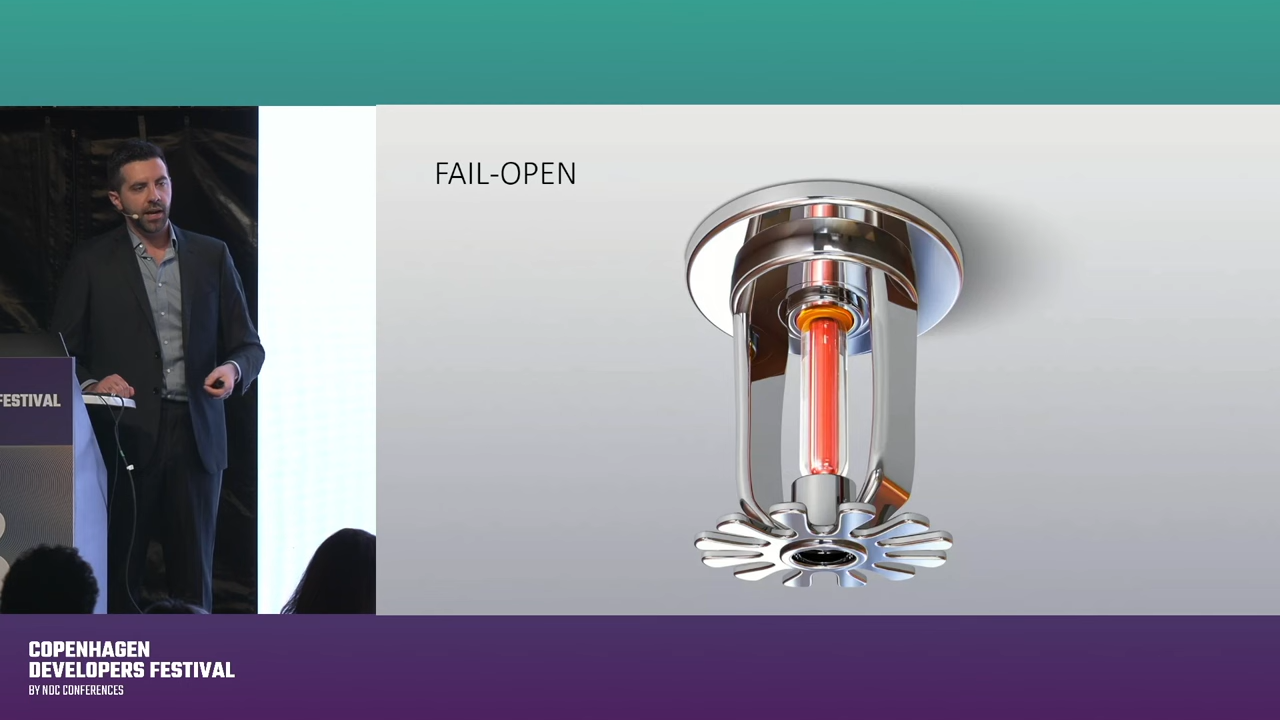 FAIL-OPEN
FESTIVAL
COPENHAGEN
DEVELOPERS FESTIVAL
BY NDC CONFERENCES